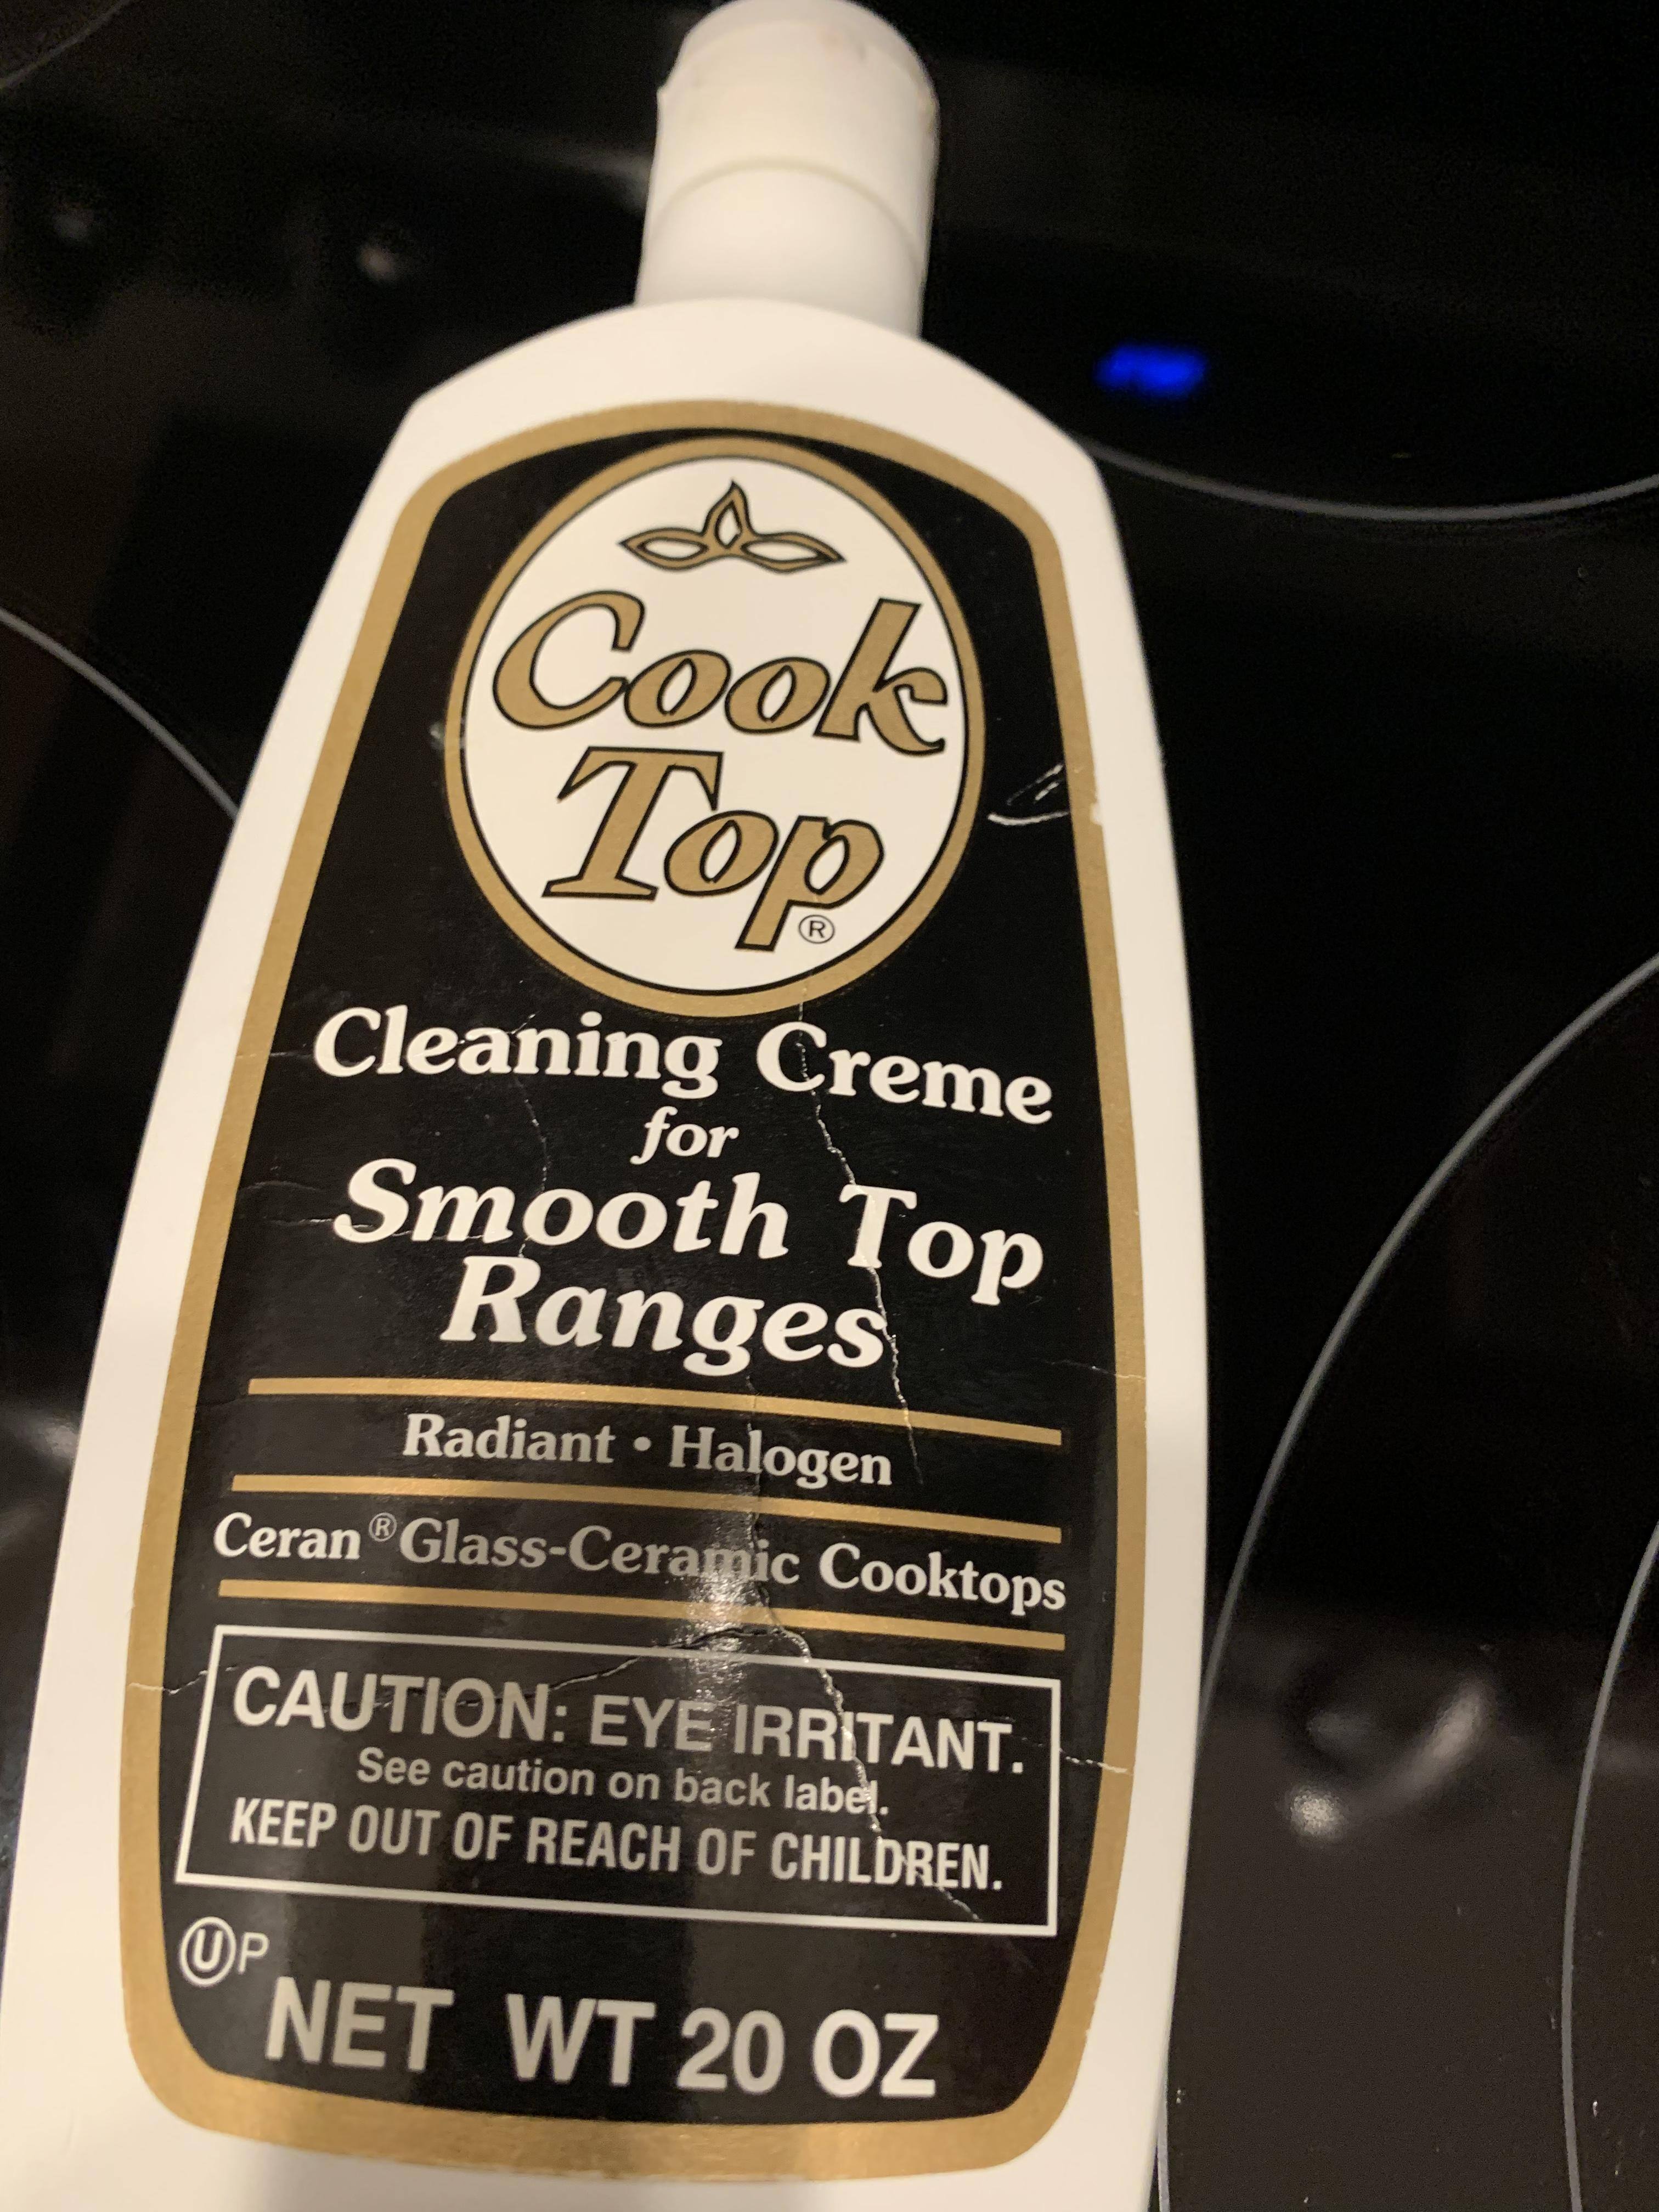 Cook
Top®
Cleaning Creme
for
Smooth Top
Ranges
Radiant • Halogen
Ceran® Glass-Ceramic Cooktops
CAUTION: EYE IRRITANT.
See caution on back label.
KEEP OUT OF REACH OF CHILDREN.
ⓊP
NET WT 20 OZ